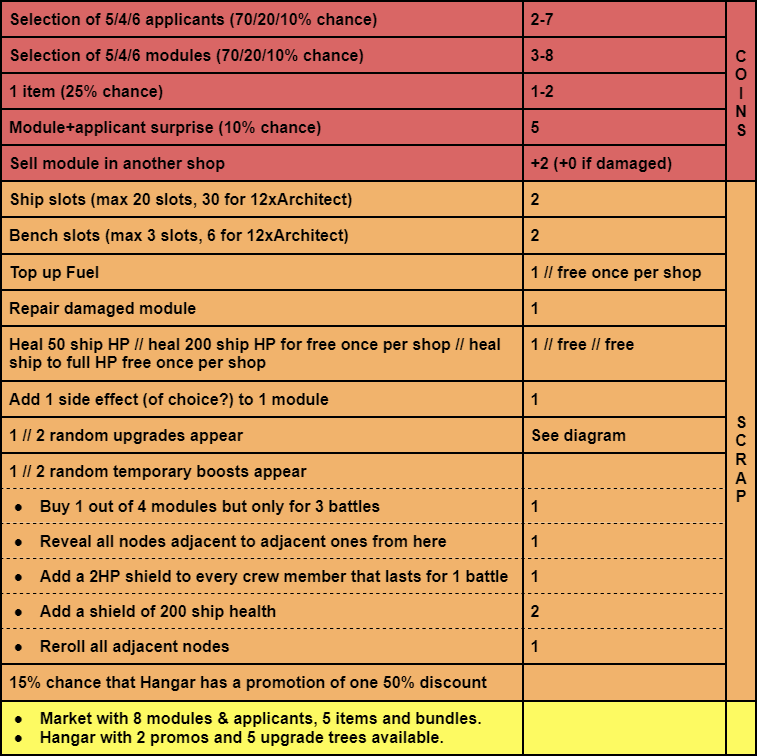 Selection of 5/4/6 applicants (70/20/10% chance) 2-7
Selection of 5/4/6 modules (70/20/10% chance) 3-8
1 item (25% chance) 1-2
Module+applicant surprise (10% chance) 5
Sell module in another shop +2 (+0 if damaged)
COINS
Ship slots (max 20 slots, 30 for 12xArchitect) 2
Bench slots (max 3 slots, 6 for 12xArchitect) 2
Top up Fuel 1 // free once per shop
Repair damaged module 1
Heal 50 ship HP // heal 200 ship HP for free once per shop // heal 1 // free // free
ship to full HP free once per shop
Add 1 side effect (of choice?) to 1 module 1
1 // 2 random upgrades appear See diagram
1 // 2 random temporary boosts appear
● Buy 1 out of 4 modules but only for 3 battles 1
● Reveal all nodes adjacent to adjacent ones from here 1
● Add a 2HP shield to every crew member that lasts for 1 battle 1
● Add a shield of 200 ship health 2
● Reroll all adjacent nodes 1
15% chance that Hangar has a promotion of one 50% discount
SCRAP
● Market with 8 modules & applicants, 5 items and bundles.
● Hangar with 2 promos and 5 upgrade trees available.